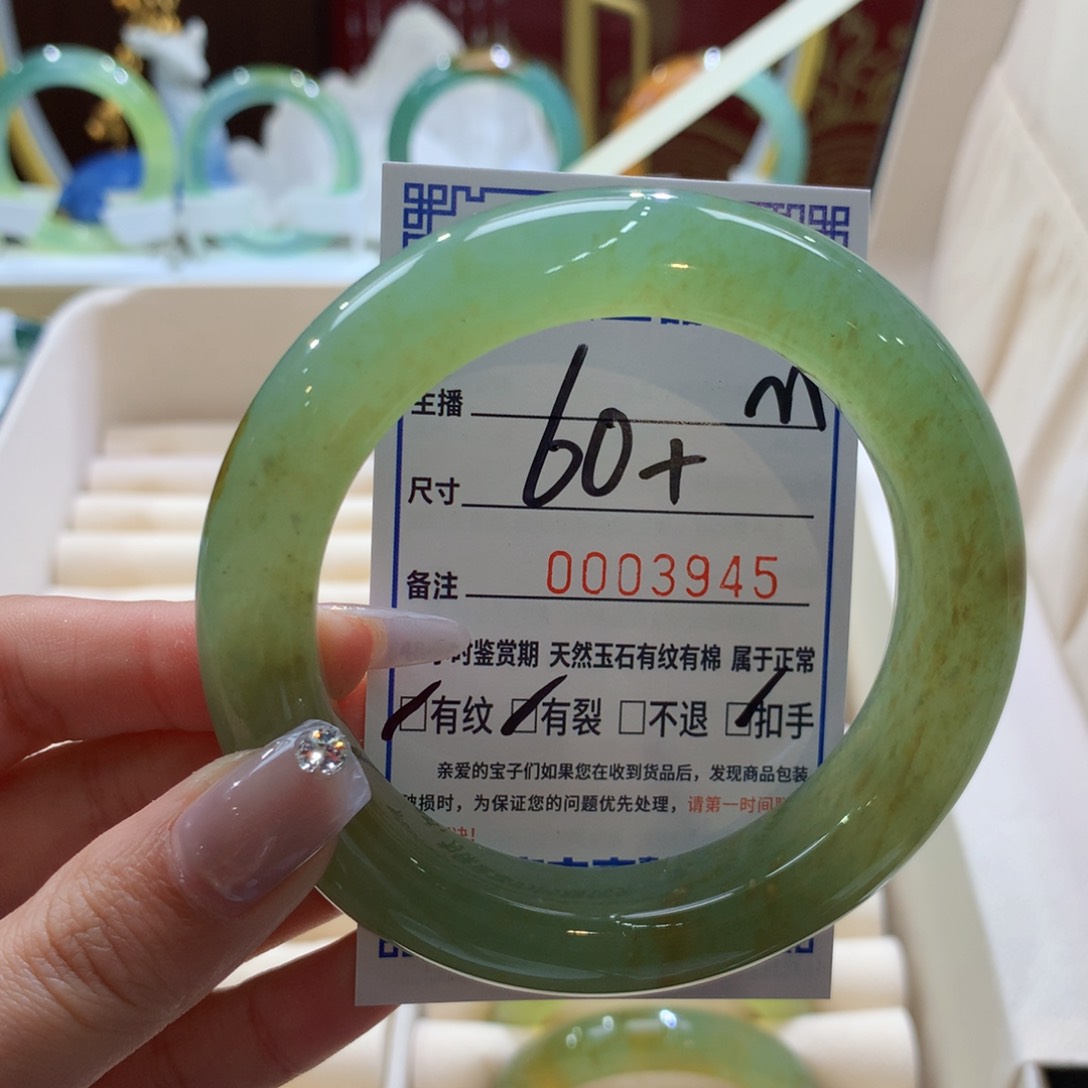 主播
尺寸 60+
备注 0003945
时鉴赏期 天然玉石有纹有棉 属于正常
☑有纹 ☑有裂 □不退 ☑扣手
亲爱的宝子们如果您在收到货品后，发现商品包装
破损时，为保证您的问题优先处理，请第一时间